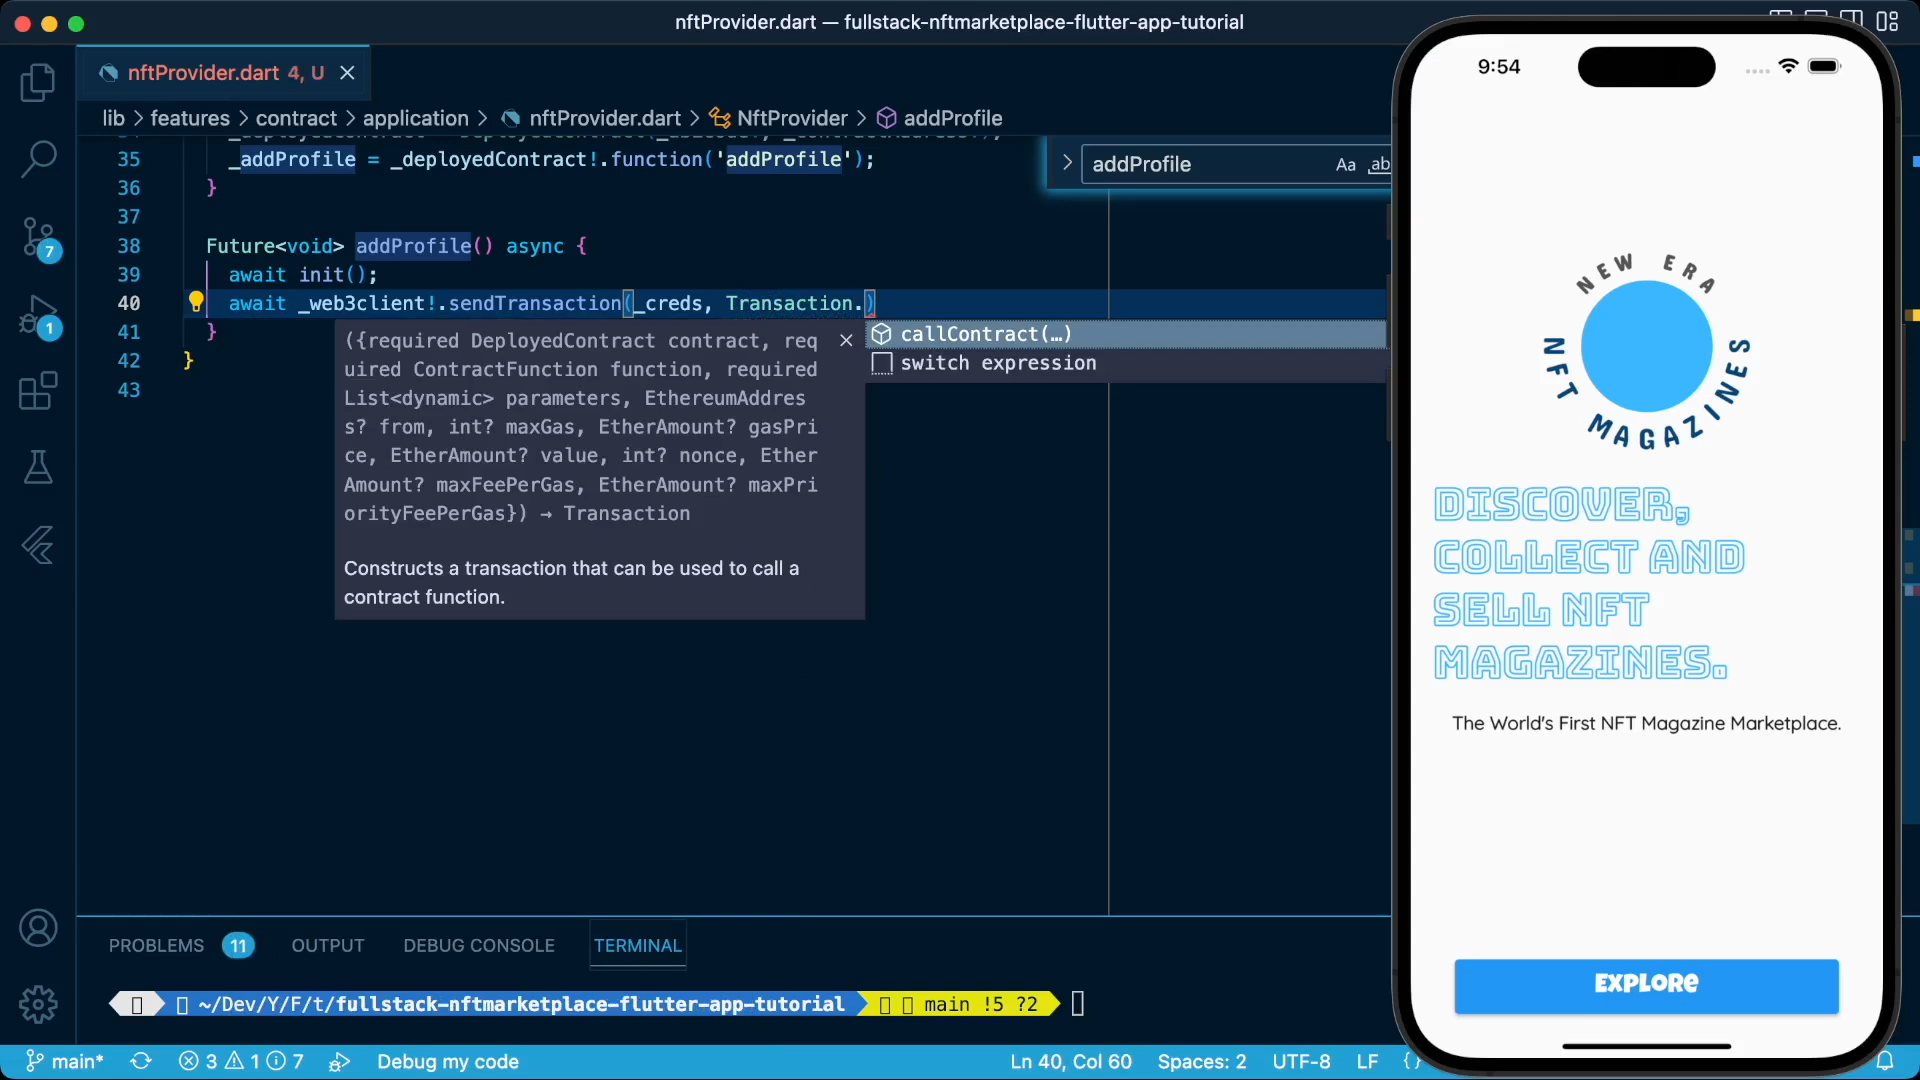 nftProvider.dart — fullstack-nftmarketplace-flutter-app-tutorial
nftProvider.dart 4, U
lib > features > contract > application > nftProvider.dart > NftProvider > addProfile
35 _addProfile = _deployedContract!.function('addProfile');
36 }
37
38 Future<void> addProfile() async {
39 await init();
40 await _web3client!.sendTransaction(_creds, Transaction.)
41 }
42 }
43
addProfile
Aa ab
7
1
({required DeployedContract contract, req
uired ContractFunction function, required
List<dynamic> parameters, EthereumAddres
s? from, int? maxGas, EtherAmount? gasPri
ce, EtherAmount? value, int? nonce, Ether
Amount? maxFeePerGas, EtherAmount? maxPri
orityFeePerGas}) → Transaction
Constructs a transaction that can be used to call a
contract function.
callContract(…)
switch expression
PROBLEMS 11 OUTPUT DEBUG CONSOLE TERMINAL
~/Dev/Y/F/t/fullstack-nftmarketplace-flutter-app-tutorial main !5 ?2
main* 3 1 7 Debug my code Ln 40, Col 60 Spaces: 2 UTF-8 LF {
9:54
NEW ERA
NFT MAGAZINES
DISCOVER,
COLLECT AND
SELL NFT
MAGAZINES.
The World's First NFT Magazine Marketplace.
EXPLORE